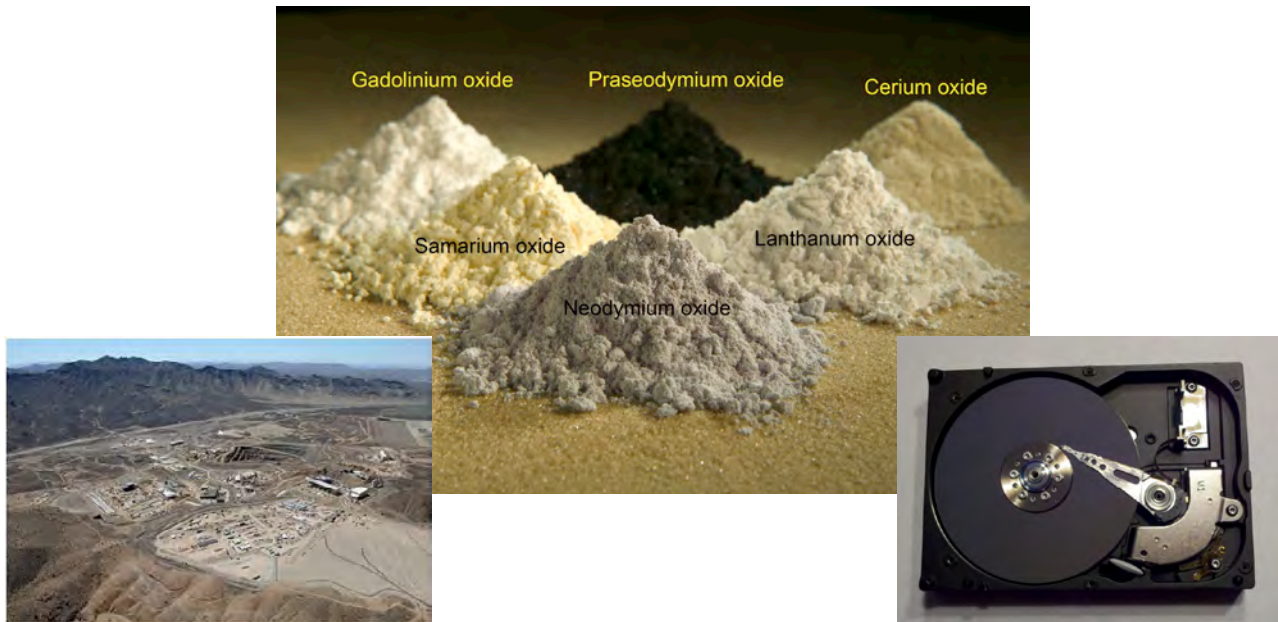 Gadolinium oxide
Praseodymium oxide
Cerium oxide
Samarium oxide
Lanthanum oxide
Neodymium oxide